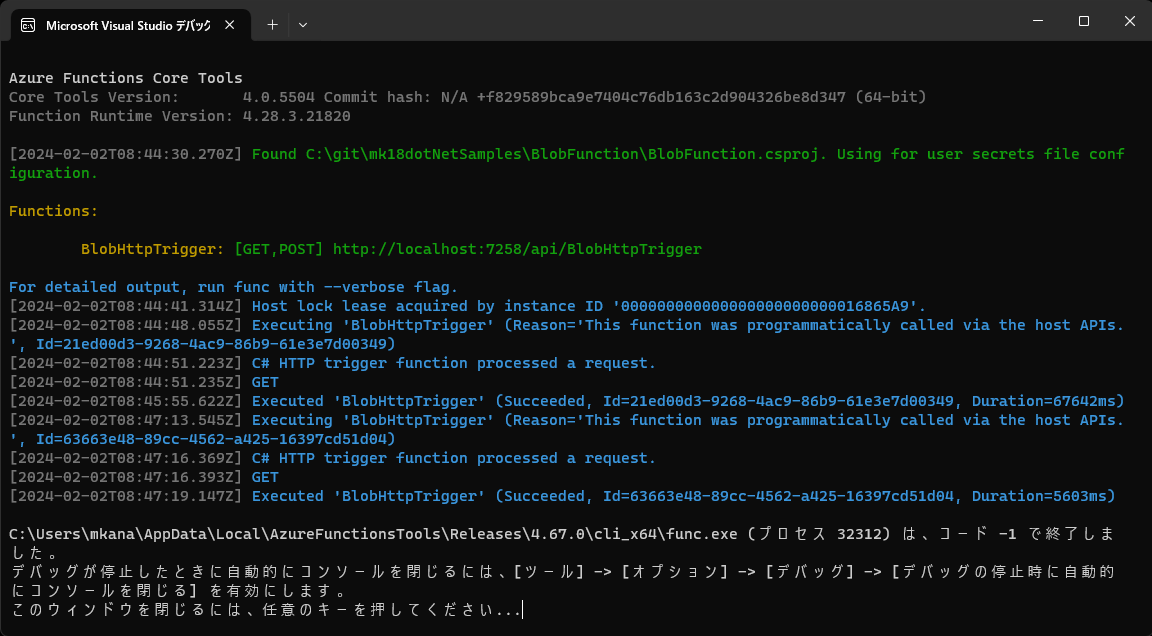 Microsoft Visual Studio デバッグ
Azure Functions Core Tools
Core Tools Version:       4.0.5504 Commit hash: N/A +f829589bca9e7404c76db163c2d904326be8d347 (64-bit)
Function Runtime Version: 4.28.3.21820
[2024-02-02T08:44:30.270Z] Found C:\git\mk18dotNetSamples\BlobFunction\BlobFunction.csproj. Using for user secrets file conf
iguration.
Functions:
BlobHttpTrigger: [GET,POST] http://localhost:7258/api/BlobHttpTrigger
For detailed output, run func with --verbose flag.
[2024-02-02T08:44:41.314Z] Host lock lease acquired by instance ID '000000000000000000000000016865A9'.
[2024-02-02T08:44:48.055Z] Executing 'BlobHttpTrigger' (Reason='This function was programmatically called via the host APIs.
', Id=21ed00d3-9268-4ac9-86b9-61e3e7d00349)
[2024-02-02T08:44:51.223Z] C# HTTP trigger function processed a request.
[2024-02-02T08:44:51.235Z] GET
[2024-02-02T08:45:55.622Z] Executed 'BlobHttpTrigger' (Succeeded, Id=21ed00d3-9268-4ac9-86b9-61e3e7d00349, Duration=67642ms)
[2024-02-02T08:47:13.545Z] Executing 'BlobHttpTrigger' (Reason='This function was programmatically called via the host APIs.
', Id=63663e48-89cc-4562-a425-16397cd51d04)
[2024-02-02T08:47:16.369Z] C# HTTP trigger function processed a request.
[2024-02-02T08:47:16.393Z] GET
[2024-02-02T08:47:19.147Z] Executed 'BlobHttpTrigger' (Succeeded, Id=63663e48-89cc-4562-a425-16397cd51d04, Duration=5603ms)
C:\Users\mkana\AppData\Local\AzureFunctionsTools\Releases\4.67.0\cli_x64\func.exe (プロセス 32312) は、コード -1 で終了しま
した。
デバッグが停止したときに自動的にコンソールを閉じるには、[ツール] -> [オプション] -> [デバッグ] -> [デバッグの停止時に自動的
にコンソールを閉じる] を有効にします。
このウィンドウを閉じるには、任意のキーを押してください...